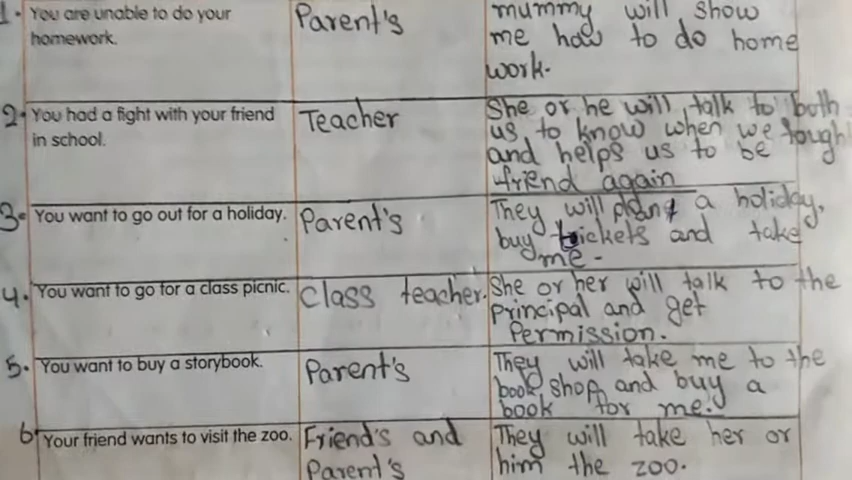 1. You are unable to do your
homework.
Parent's
mummy will show
me how to do home
work.
2. You had a fight with your friend
in school.
Teacher
She or he will talk to both
us to know when we fough
and helps us to be
friend again
3. You want to go out for a holiday.
Parent's
They will plan a holiday,
buy tickets and take
me.
4. You want to go for a class picnic.
Class teacher.
She or her will talk to the
principal and get
Permission.
5. You want to buy a storybook.
Parent's
They will take me to the
book shop and buy a
book for me.
6 Your friend wants to visit the zoo.
Friend's and
Parent's
They will take her or
him the zoo.